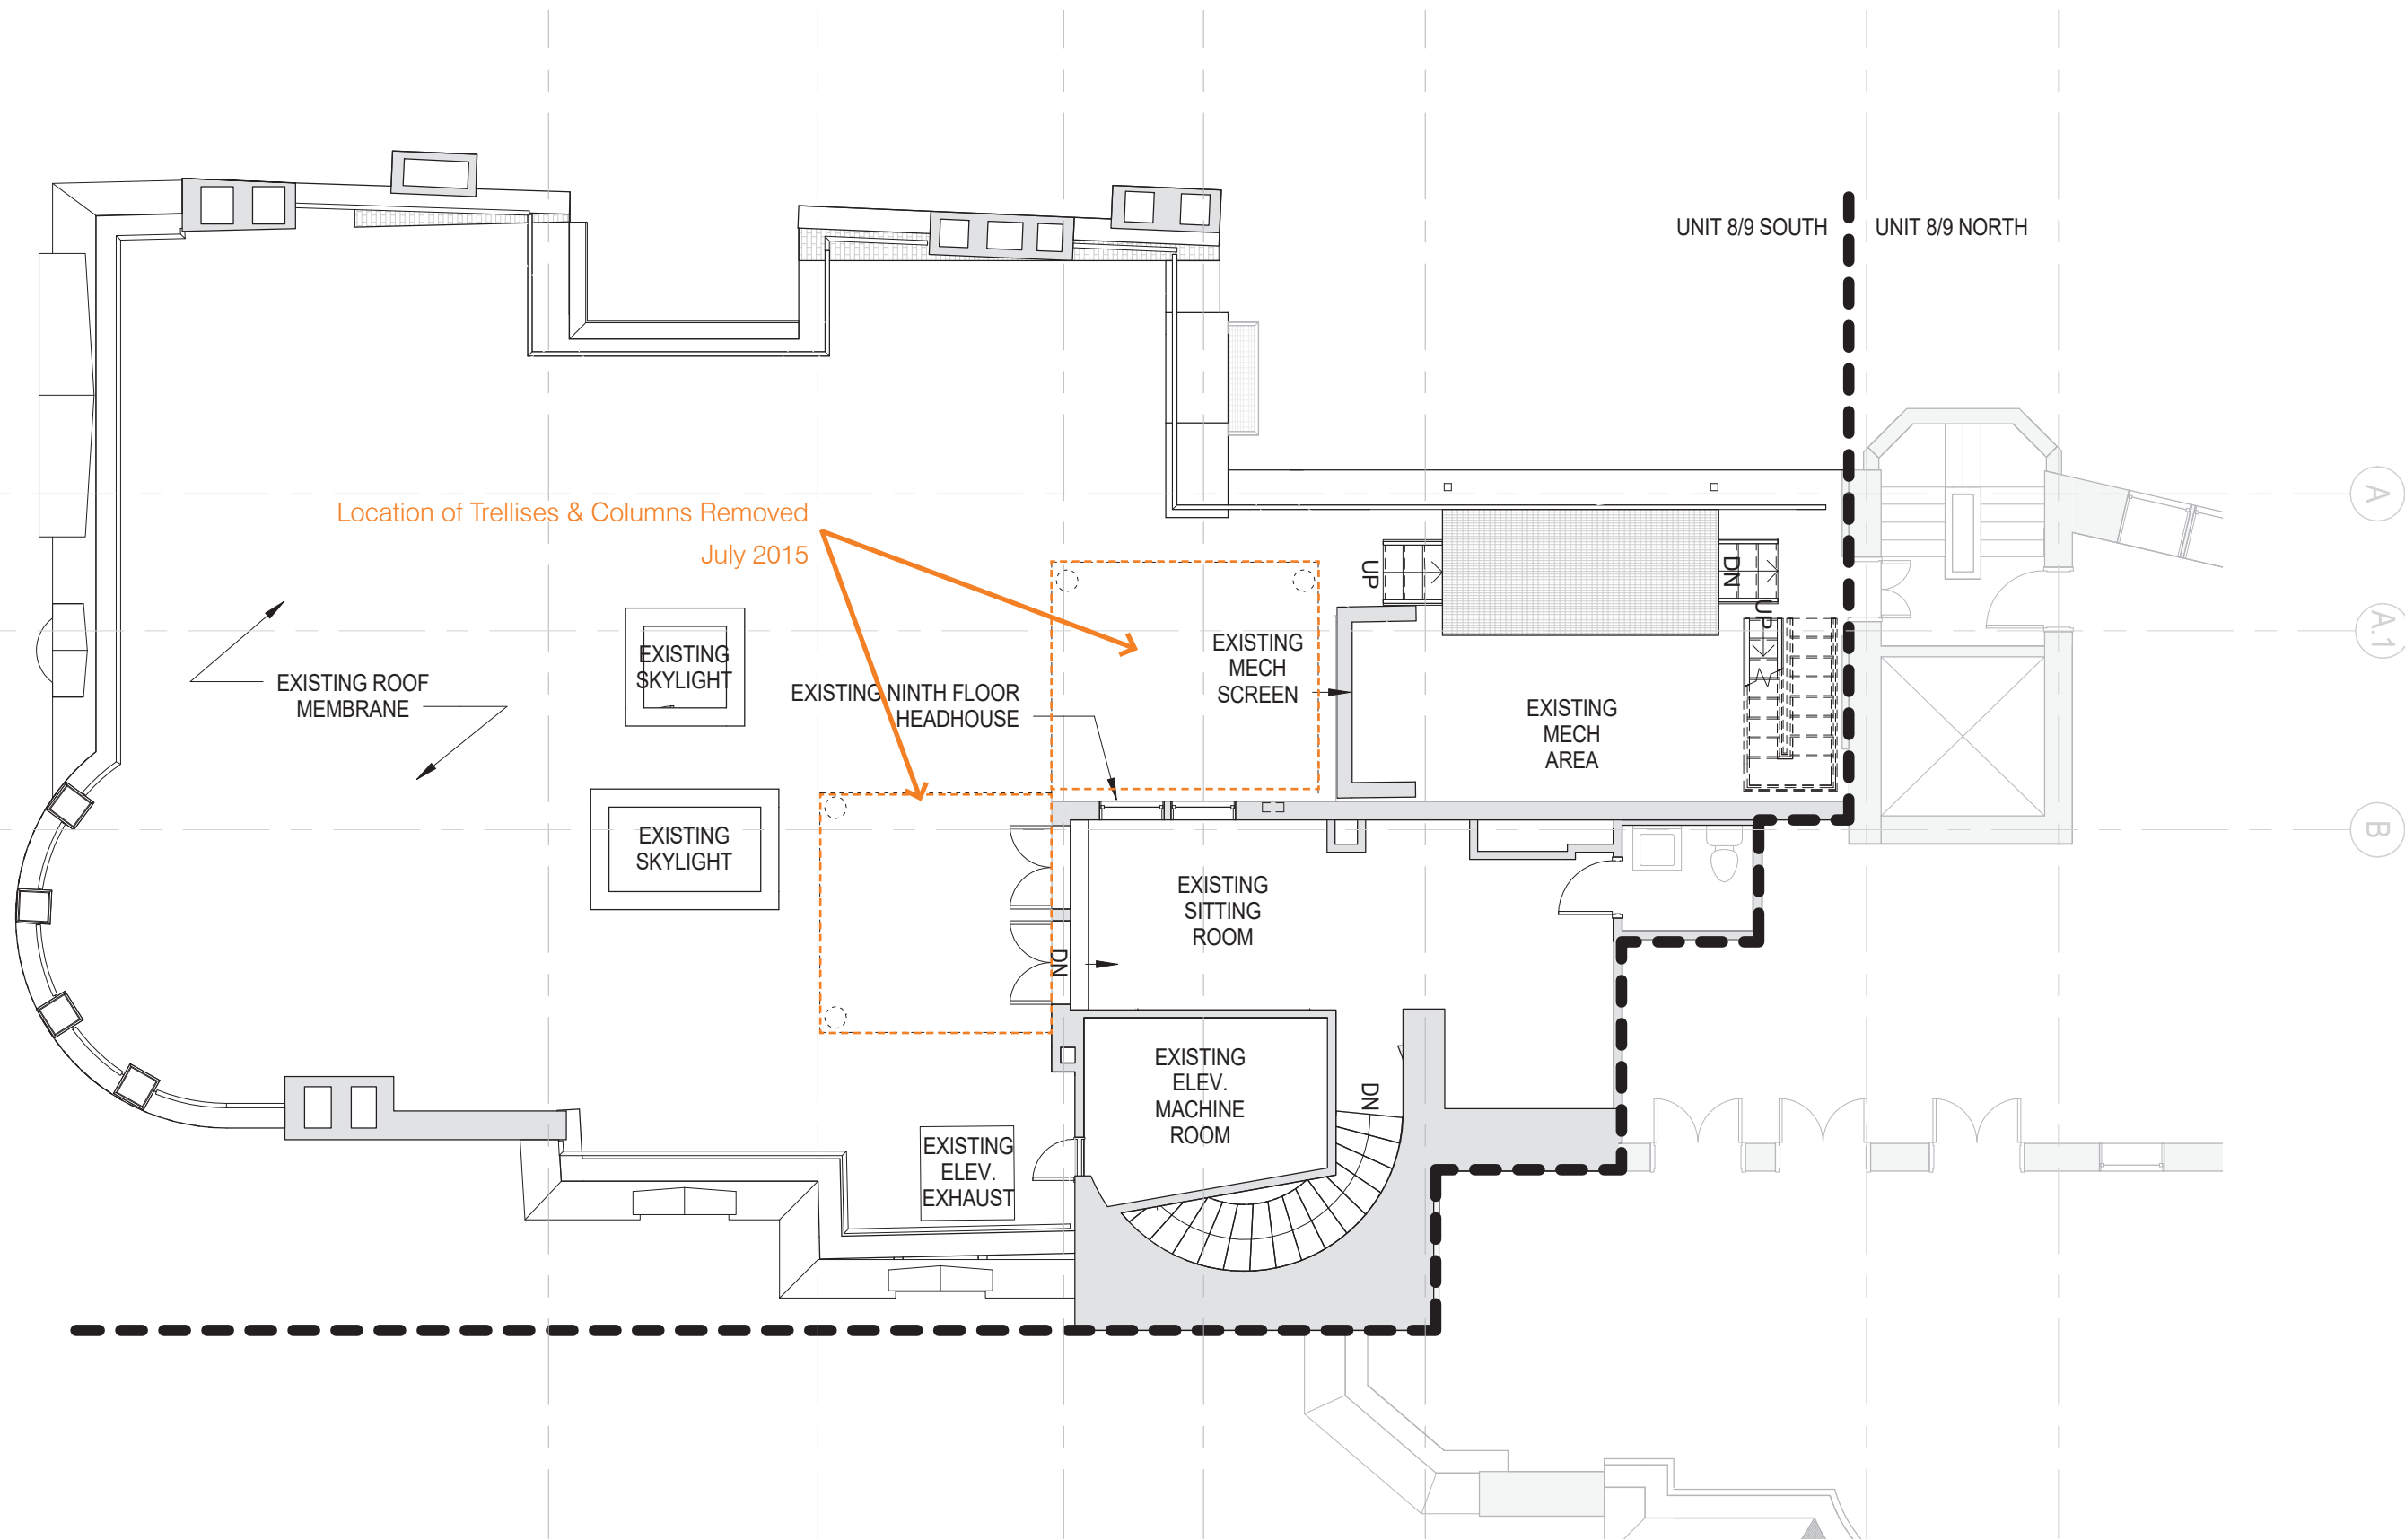 UNIT 8/9 SOUTH
UNIT 8/9 NORTH
A
Location of Trellises & Columns Removed
July 2015
UP
DN
UP
A.1
EXISTING
SKYLIGHT
EXISTING ROOF
MEMBRANE
EXISTING NINTH FLOOR
HEADHOUSE
EXISTING
MECH
SCREEN
EXISTING
MECH
AREA
B
EXISTING
SKYLIGHT
EXISTING
SITTING
ROOM
DN
EXISTING
ELEV.
MACHINE
ROOM
DN
EXISTING
ELEV.
EXHAUST